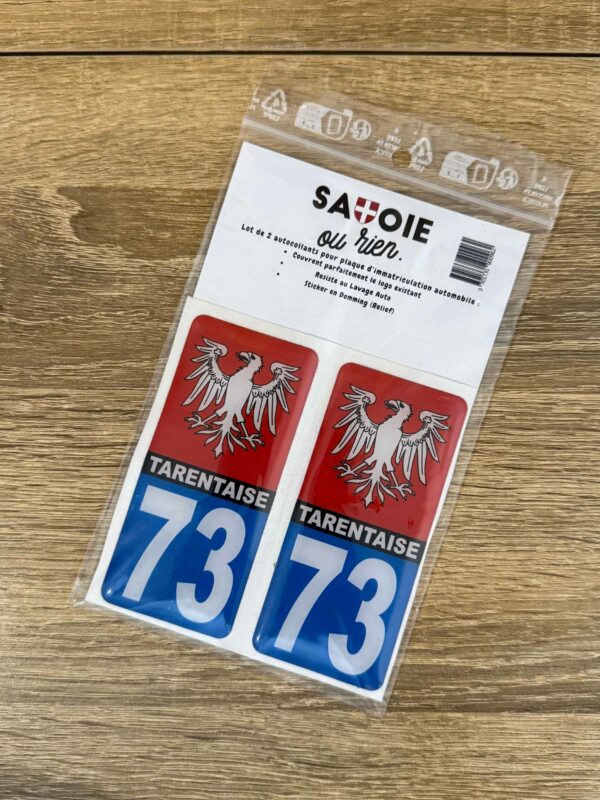 SAVOIE
ou rien.
Lot de 2 autocollants pour plaque d'immatriculation automobile :
• Couvrent parfaitement le logo existant
• Resiste au Lavage Auto
• Sticker en Domming (Relief)
TARENTAISE
73
TARENTAISE
73